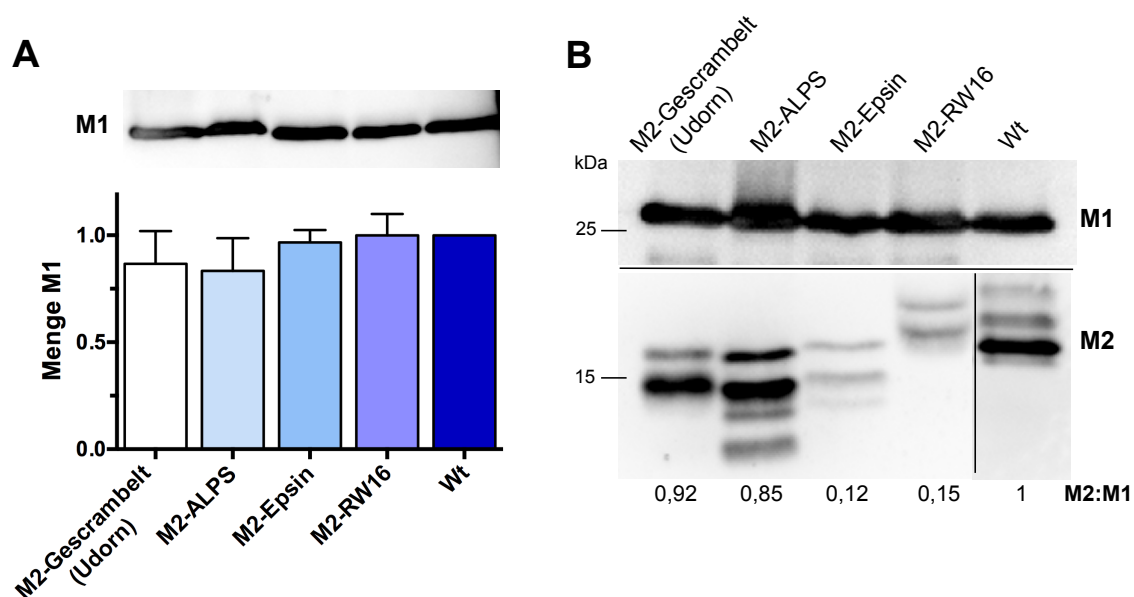 A
M1
Menge M1
1.0
0.5
0.0
M2-Gescrambelt
(Udorn)
M2-ALPS
M2-Epsin
M2-RW16
Wt
B
M2-Gescrambelt
(Udorn)
M2-ALPS
M2-Epsin
M2-RW16
Wt
kDa
25
M1
15
M2
0,92 0,85 0,12 0,15 1 M2:M1